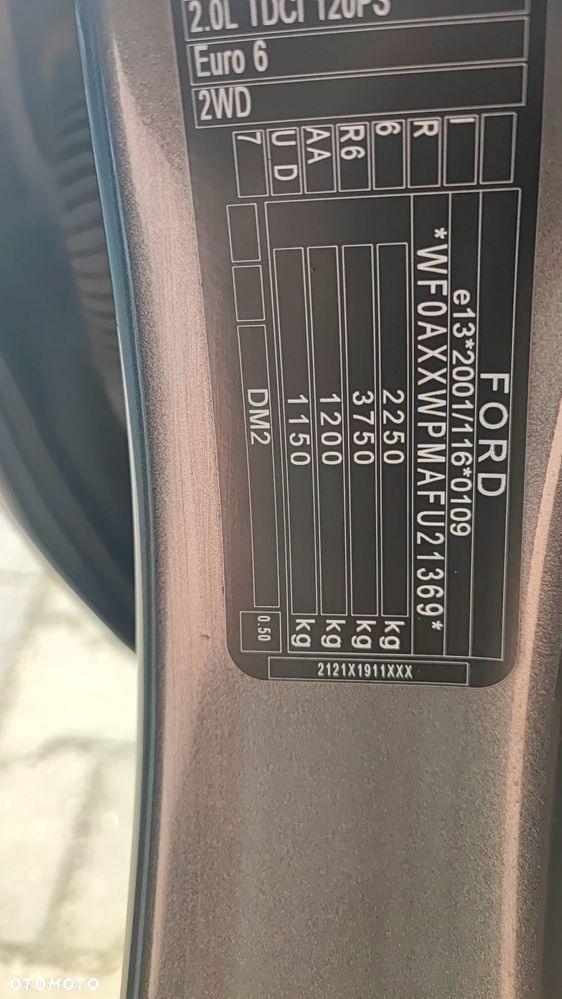 2.0L TDCi 120PS
Euro 6
2WD
FORD
e13*2001/116*0109
*WF0AXXWPMAFU21369*
2250 kg
3750 kg
1200 kg
1150 kg
I
R
6
R6
AA
U D
7
DM2
0.50
2121X1911XXX
OTOMOTO